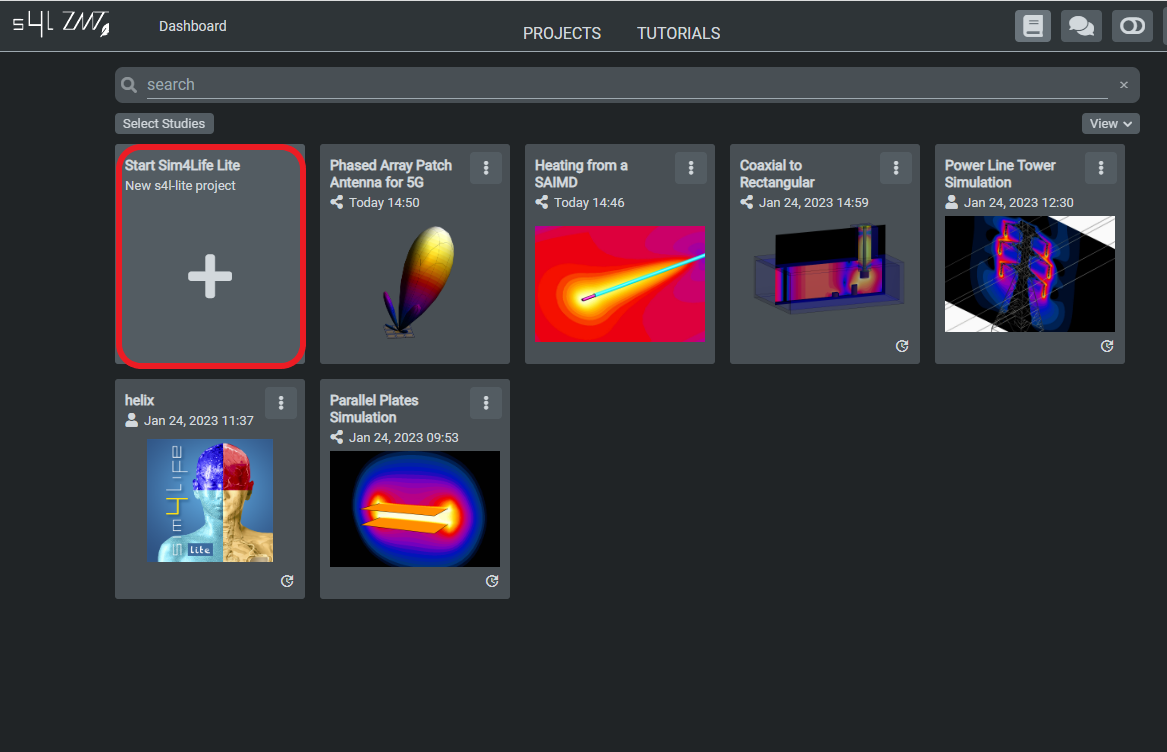 s4l ZMT
Dashboard
PROJECTS
TUTORIALS
search
Select Studies
View
Start Sim4Life Lite
New s4l-lite project
Phased Array Patch
Antenna for 5G
Today 14:50
Heating from a
SAIMD
Today 14:46
Coaxial to
Rectangular
Jan 24, 2023 14:59
Power Line Tower
Simulation
Jan 24, 2023 12:30
helix
Jan 24, 2023 11:37
sim4LIFE
lite
Parallel Plates
Simulation
Jan 24, 2023 09:53